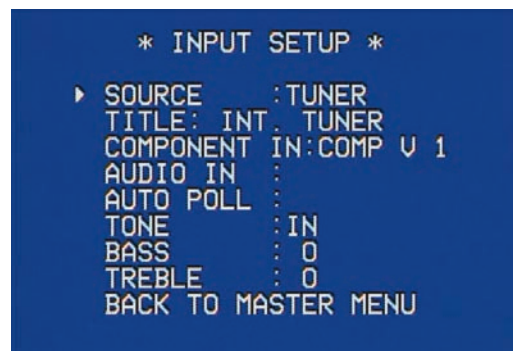 * INPUT SETUP *
SOURCE :TUNER
TITLE: INT. TUNER
COMPONENT IN:COMP V 1
AUDIO IN :
AUTO POLL :
TONE :IN
BASS : 0
TREBLE : 0
BACK TO MASTER MENU